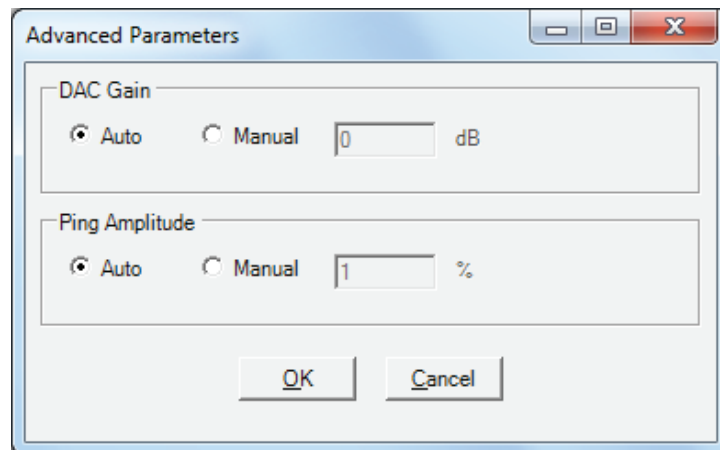 Advanced Parameters
DAC Gain
Auto Manual 0 dB
Ping Amplitude
Auto Manual 1 %
OK Cancel